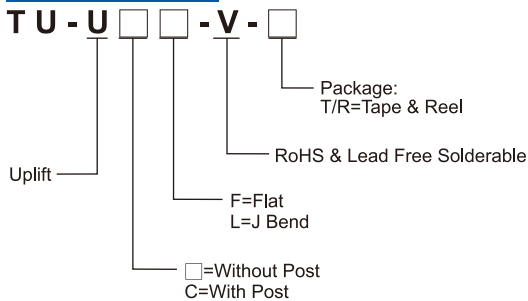 TU-U□□-V-□
Package:
T/R=Tape & Reel
RoHS & Lead Free Solderable
Uplift
F=Flat
L=J Bend
□=Without Post
C=With Post